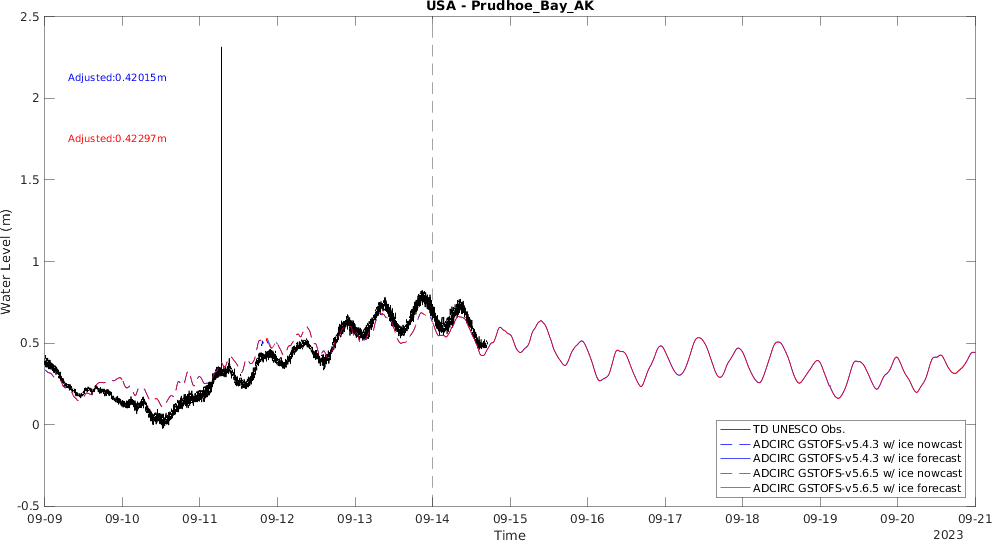 USA - Prudhoe_Bay_AK
2.5
2
1.5
1
0.5
0
-0.5
Water Level (m)
Adjusted:0.42015m
Adjusted:0.42297m
TD UNESCO Obs.
ADCIRC GSTOFS-v5.4.3 w/ ice nowcast
ADCIRC GSTOFS-v5.4.3 w/ ice forecast
ADCIRC GSTOFS-v5.6.5 w/ ice nowcast
ADCIRC GSTOFS-v5.6.5 w/ ice forecast
09-09 09-10 09-11 09-12 09-13 09-14 09-15 09-16 09-17 09-18 09-19 09-20 09-21
Time
2023